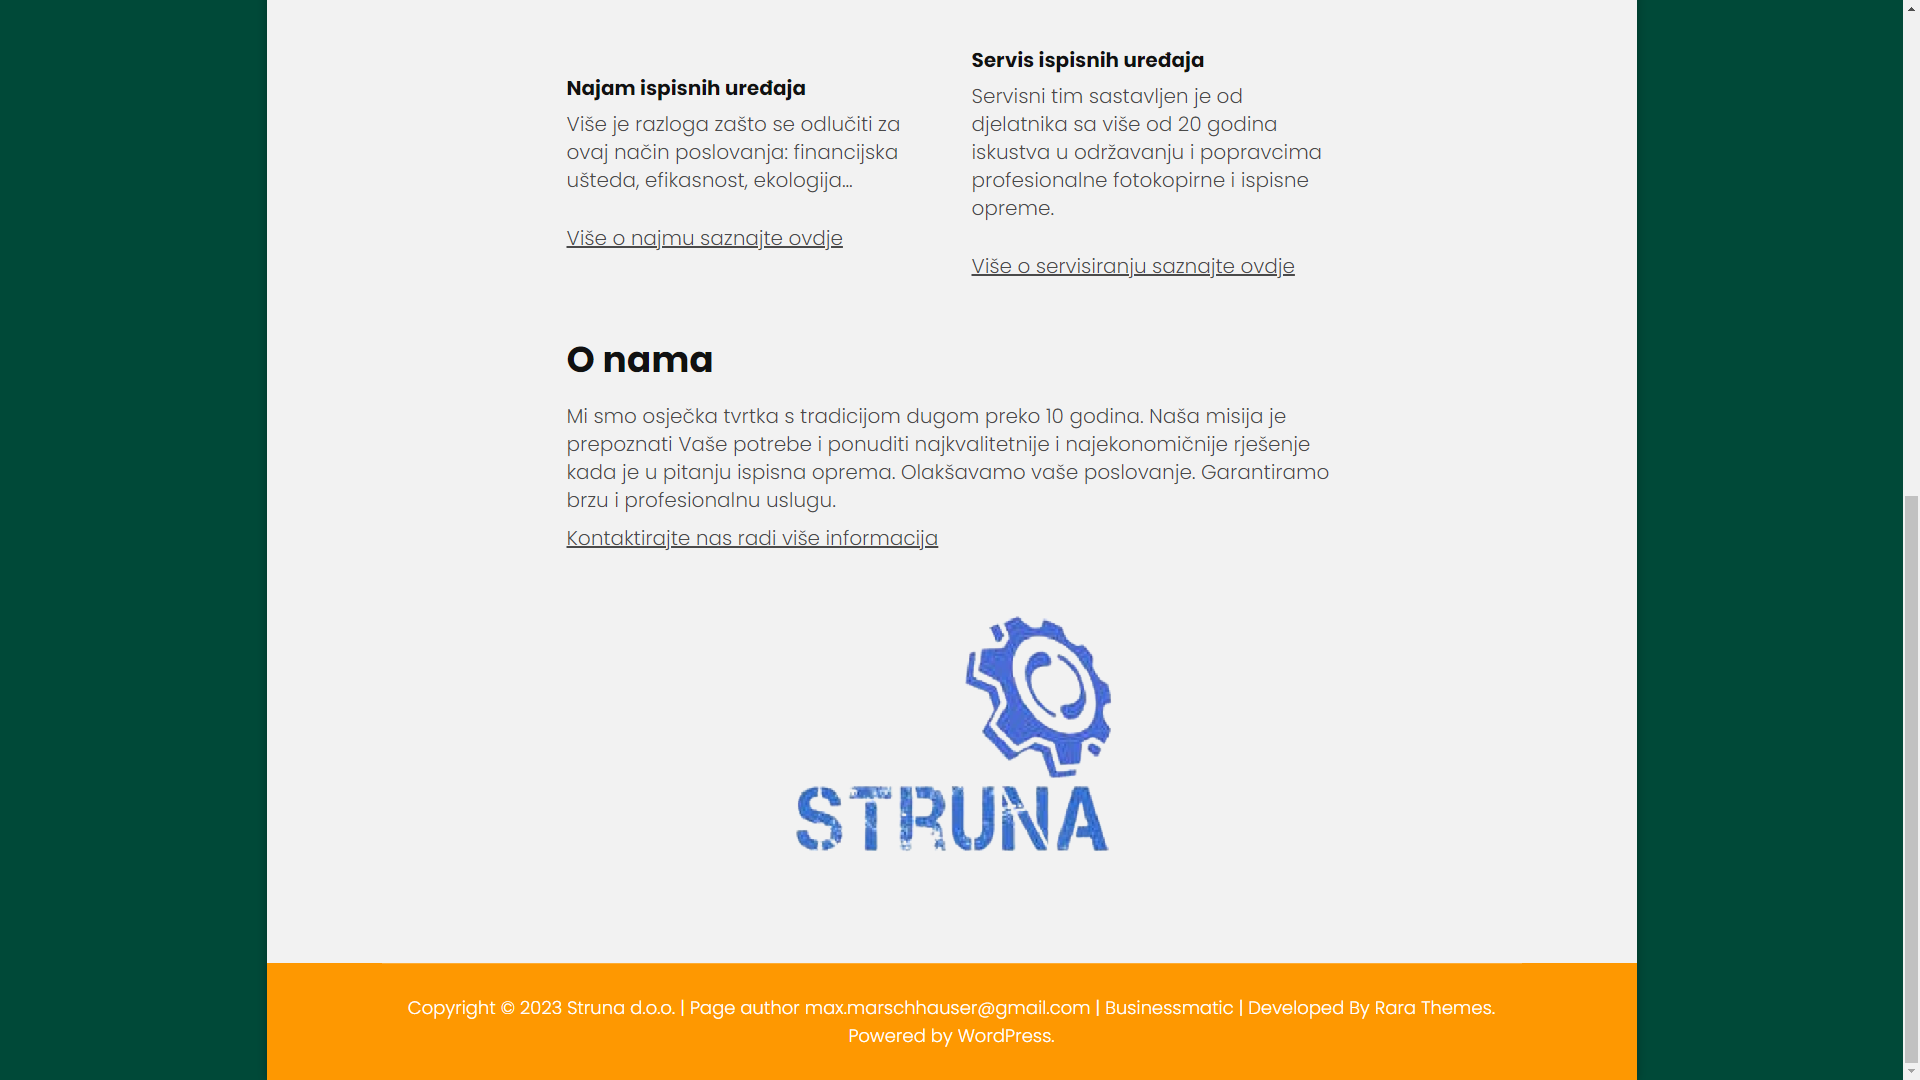 Najam ispisnih uređaja
Više je razloga zašto se odlučiti za
ovaj način poslovanja: financijska
ušteda, efikasnost, ekologija...
Više o najmu saznajte ovdje
Servis ispisnih uređaja
Servisni tim sastavljen je od
djelatnika sa više od 20 godina
iskustva u održavanju i popravcima
profesionalne fotokopirne i ispisne
opreme.
Više o servisiranju saznajte ovdje
O nama
Mi smo osječka tvrtka s tradicijom dugom preko 10 godina. Naša misija je
prepoznati Vaše potrebe i ponuditi najkvalitetnije i najekonomičnije rješenje
kada je u pitanju ispisna oprema. Olakšavamo vaše poslovanje. Garantiramo
brzu i profesionalnu uslugu.
Kontaktirajte nas radi više informacija
STRUNA
Copyright © 2023 Struna d.o.o. | Page author max.marschhauser@gmail.com | Businessmatic | Developed By Rara Themes.
Powered by WordPress.